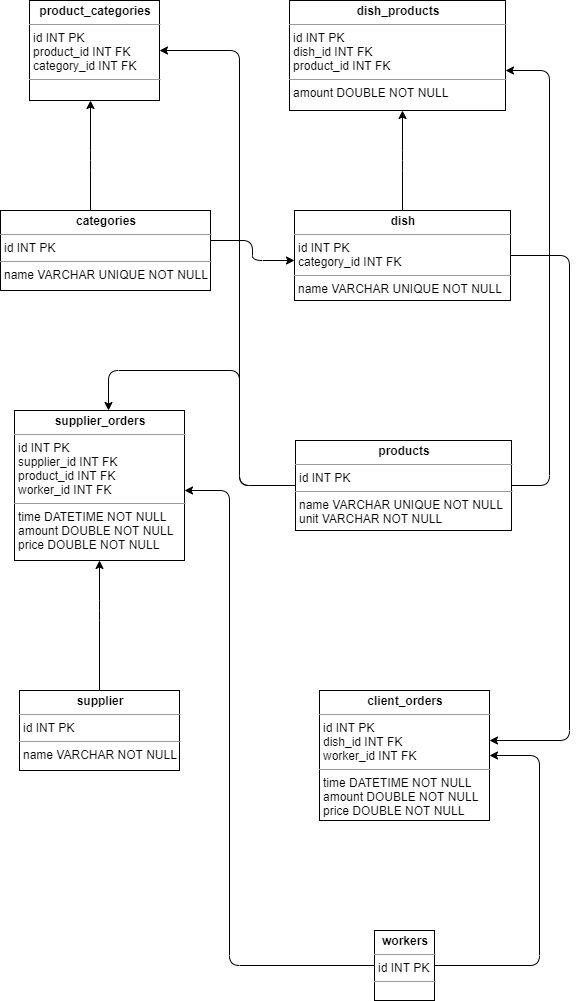 product_categories
id INT PK
product_id INT FK
category_id INT FK
dish_products
id INT PK
dish_id INT FK
product_id INT FK
amount DOUBLE NOT NULL
categories
id INT PK
name VARCHAR UNIQUE NOT NULL
dish
id INT PK
category_id INT FK
name VARCHAR UNIQUE NOT NULL
supplier_orders
id INT PK
supplier_id INT FK
product_id INT FK
worker_id INT FK
time DATETIME NOT NULL
amount DOUBLE NOT NULL
price DOUBLE NOT NULL
products
id INT PK
name VARCHAR UNIQUE NOT NULL
unit VARCHAR NOT NULL
supplier
id INT PK
name VARCHAR NOT NULL
client_orders
id INT PK
dish_id INT FK
worker_id INT FK
time DATETIME NOT NULL
amount DOUBLE NOT NULL
price DOUBLE NOT NULL
workers
id INT PK